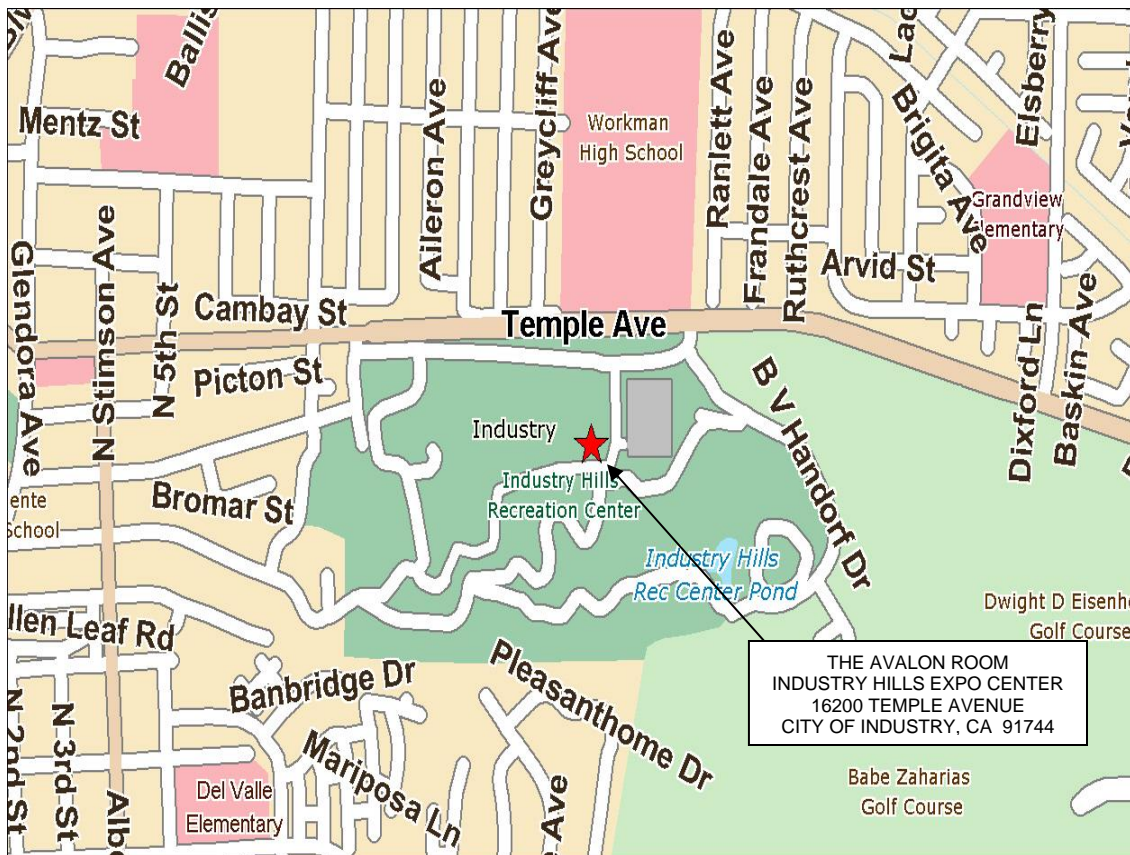 Ballis
Mentz St
Glendora Ave
N Stimson Ave
N 5th St
Cambay St
Picton St
Bromar St
Aileron Ave
Greycliff Ave
Workman
High School
Ranlett Ave
Frandale Ave
Ruthcrest Ave
Brigita Ave
Elsberry
Grandview
Elementary
Arvid St
Temple Ave
Dixford Ln
Baskin Ave
B V Handorf Dr
Industry
Industry Hills
Recreation Center
Industry Hills
Rec Center Pond
ente
School
llen Leaf Rd
N 2nd St
N 3rd St
Banbridge Dr
Mariposa Ln
Pleasanthome Dr
Del Valle
Elementary
Ave
Dwight D Eisenh
Golf Course
Babe Zaharias
Golf Course
THE AVALON ROOM
INDUSTRY HILLS EXPO CENTER
16200 TEMPLE AVENUE
CITY OF INDUSTRY, CA 91744